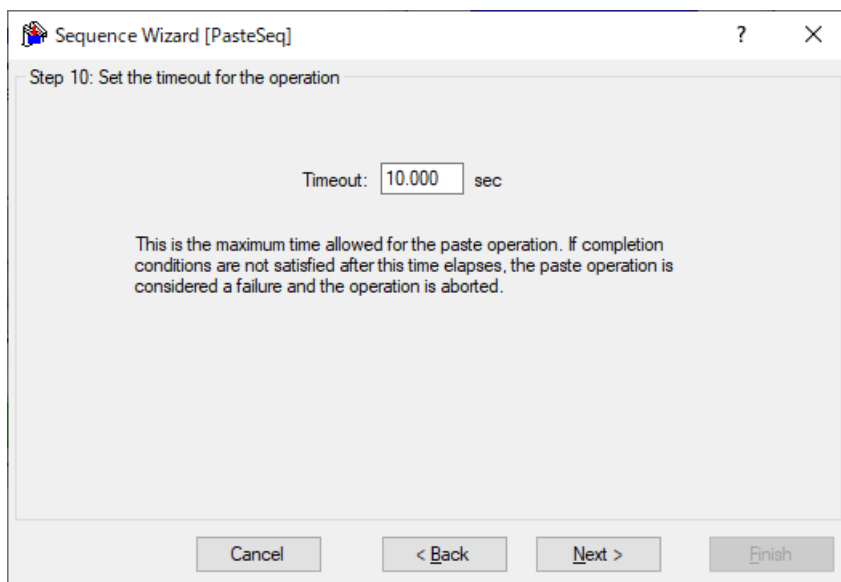 Sequence Wizard [PasteSeq] ?
Step 10: Set the timeout for the operation
Timeout: 10.000 sec
This is the maximum time allowed for the paste operation. If completion
conditions are not satisfied after this time elapses, the paste operation is
considered a failure and the operation is aborted.
Cancel < Back Next > Finish